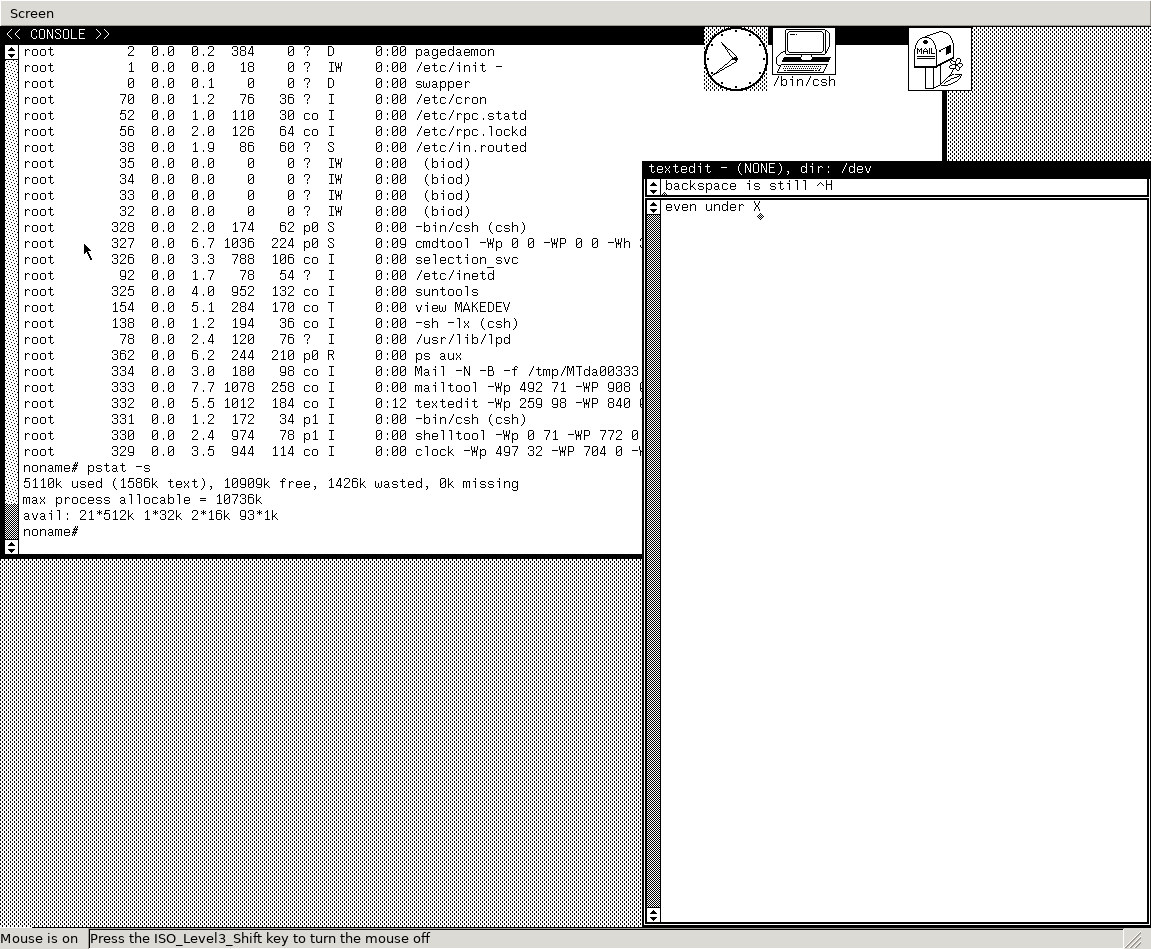 Screen
<< CONSOLE >>
root 2 0.0 0.2 384 0 ? D 0:00 pagedaemon
root 1 0.0 0.0 18 0 ? IW 0:00 /etc/init -
root 0 0.0 0.1 0 0 ? D 0:00 swapper
root 70 0.0 1.2 76 36 ? I 0:00 /etc/cron
root 52 0.0 1.0 110 30 co I 0:00 /etc/rpc.statd
root 56 0.0 2.0 126 64 co I 0:00 /etc/rpc.lockd
root 38 0.0 1.9 86 60 ? S 0:00 /etc/in.routed
root 35 0.0 0.0 0 0 ? IW 0:00 (biod)
root 34 0.0 0.0 0 0 ? IW 0:00 (biod)
root 33 0.0 0.0 0 0 ? IW 0:00 (biod)
root 32 0.0 0.0 0 0 ? IW 0:00 (biod)
root 328 0.0 2.0 174 62 p0 S 0:00 -bin/csh (csh)
root 327 0.0 6.7 1036 224 p0 S 0:09 cmdtool -Wp 0 0 -WP 0 0 -Wh
root 326 0.0 3.3 788 106 co I 0:00 selection_svc
root 92 0.0 1.7 78 54 ? I 0:00 /etc/inetd
root 325 0.0 4.0 952 132 co I 0:00 suntools
root 154 0.0 5.1 284 170 co T 0:00 view MAKEDEV
root 138 0.0 1.2 194 36 co I 0:00 -sh -lx (csh)
root 78 0.0 2.4 120 76 ? I 0:00 /usr/lib/lpd
root 362 0.0 6.2 244 210 p0 R 0:00 ps aux
root 334 0.0 3.0 180 98 co I 0:00 Mail -N -B -f /tmp/MTda00333
root 333 0.0 7.7 1078 258 co I 0:00 mailtool -Wp 492 71 -WP 908
root 332 0.0 5.5 1012 184 co I 0:12 textedit -Wp 259 98 -WP 840
root 331 0.0 1.2 172 34 p1 I 0:00 -bin/csh (csh)
root 330 0.0 2.4 974 78 p1 I 0:00 shelltool -Wp 0 71 -WP 772 0
root 329 0.0 3.5 944 114 co I 0:00 clock -Wp 497 32 -WP 704 0
noname# pstat -s
5110k used (1586k text), 10909k free, 1426k wasted, 0k missing
max process allocable = 10736k
avail: 21*512k 1*32k 2*16k 93*1k
noname#
/bin/csh
MAIL
textedit - (NONE), dir: /dev
backspace is still ^H
even under X
Mouse is on
Press the ISO_Level3_Shift key to turn the mouse off